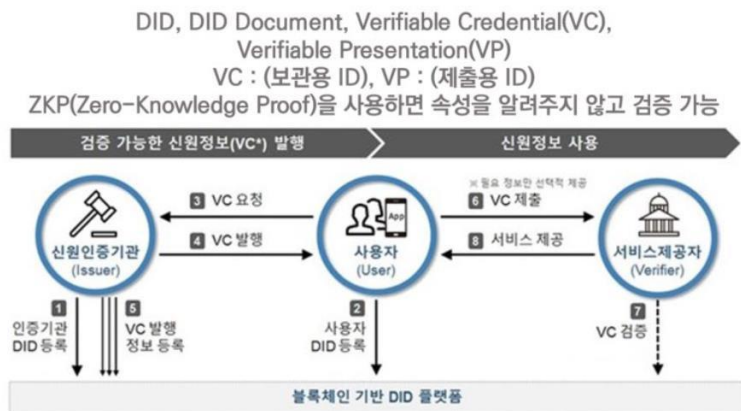 DID, DID Document, Verifiable Credential(VC),
Verifiable Presentation(VP)
VC : (보관용 ID), VP : (제출용 ID)
ZKP(Zero-Knowledge Proof)을 사용하면 속성을 알려주지 않고 검증 가능
검증 가능한 신원정보(VC*) 발행
신원정보 사용
※ 필요 정보만 선택적 제공
3 VC 요청
6 VC 제출
App
신원인증기관
(Issuer)
4 VC 발행
사용자
(User)
8 서비스 제공
서비스제공자
(Verifier)
1
인증기관
DID 등록
5
VC 발행
정보 등록
2
사용자
DID 등록
7
VC 검증
블록체인 기반 DID 플랫폼